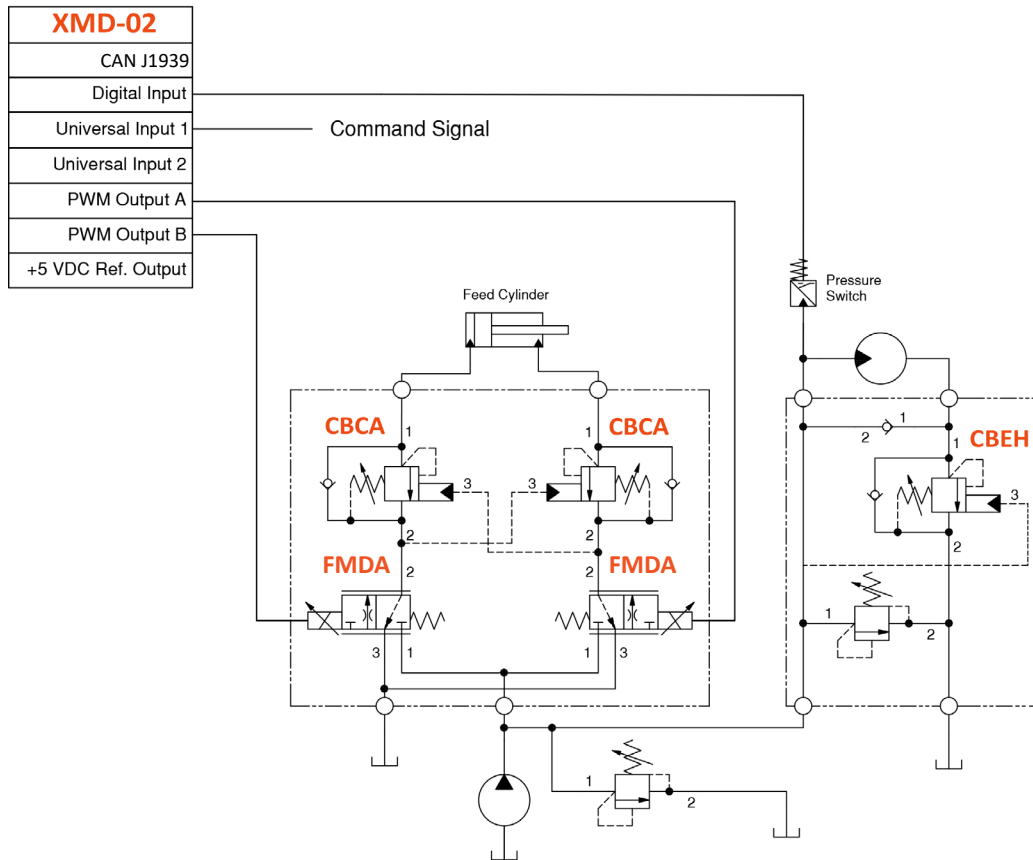 XMD-02
CAN J1939
Digital Input
Universal Input 1
Command Signal
Universal Input 2
PWM Output A
PWM Output B
+5 VDC Ref. Output
Pressure
Switch
Feed Cylinder
CBCA
1
3
2
CBCA
1
3
2
FMDA
2
3
1
FMDA
2
1
3
CBEH
1
2
1
3
2
1
2
1
2